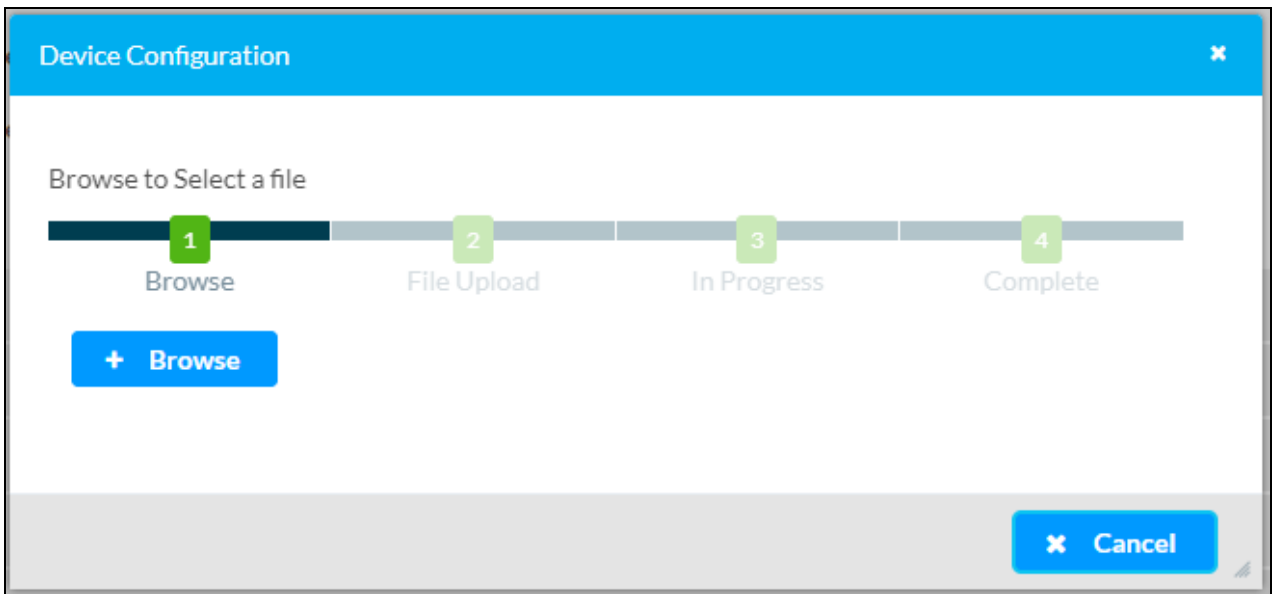 Device Configuration
Browse to Select a file
1 2 3 4
Browse File Upload In Progress Complete
+ Browse
Cancel